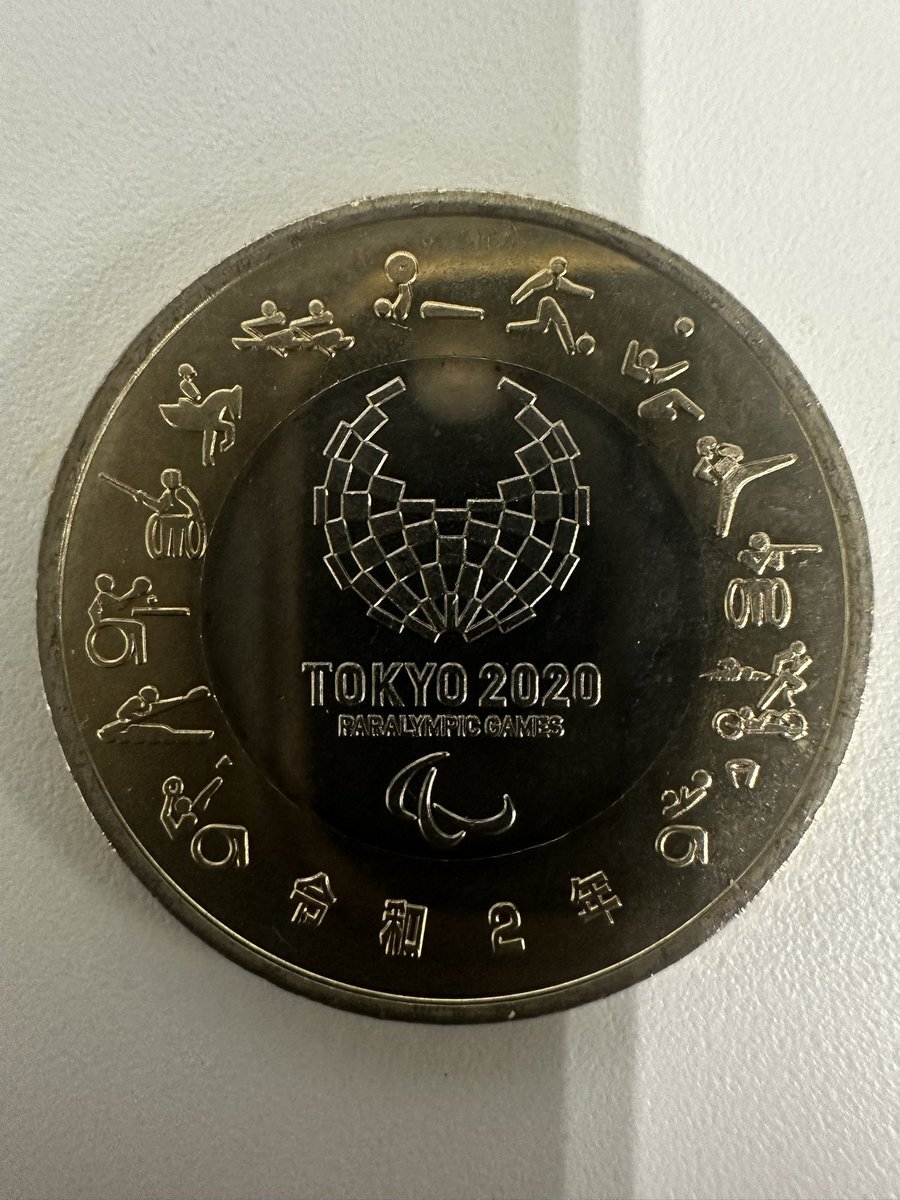 TOKYO 2020
PARALYMPIC GAMES
令和2年